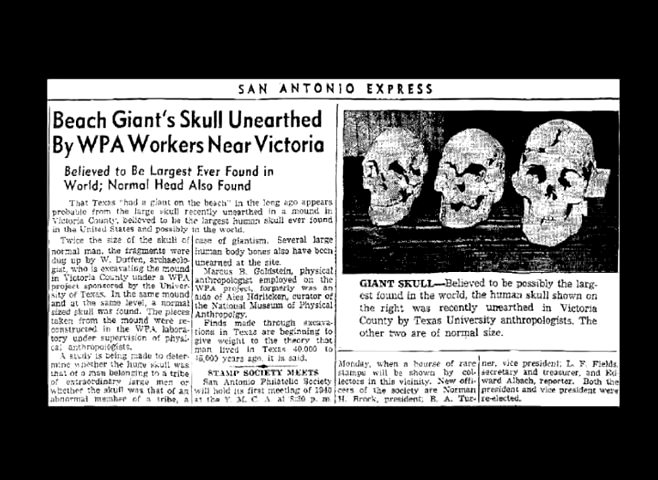 SAN ANTONIO EXPRESS
Beach Giant's Skull Unearthed
By WPA Workers Near Victoria
Believed to Be Largest Ever Found in
World; Normal Head Also Found
That Texas "had a giant on the beach" in the long ago appears
probable from the large skull recently unearthed in a mound in
Victoria County, believed to be the largest human skull ever found
in the United States and possibly in the world.
Twice the size of the skull of
normal man, the fragments were
dug up by W. Duffen, archaeolo-
gist, who is excavating the mound
in Victoria County under a WPA
project sponsored by the Univer-
sity of Texas. In the same mound
and at the same level, a normal
sized skull was found. The pieces
taken from the mound were re-
constructed in the WPA labora-
tory under supervision of physi-
cal anthropologists.
A study is being made to deter-
mine whether the huge skull was
that of a man belonging to a tribe
of extraordinary large men or
whether the skull was that of an
abnormal member of a tribe, a
case of giantism. Several large
human body bones also have been
unearthed at the site.
Marcus B. Goldstein, physical
anthropologist employed on the
WPA project, formerly was an
aide of Ales Hdrlicken, curator of
the National Museum of Physical
Anthropolgy.
Finds made through excava-
tions in Texas are beginning to
give weight to the theory that
man lived in Texas 40,000 to
45,000 years ago, it is said.
STAMP SOCIETY MEETS
San Antonio Philatelic Society
will hold its first meeting of 1940
at the Y. M. C. A. at 8:20 p. m.
GIANT SKULL—Believed to be possibly the larg-
est found in the world, the human skull shown on
the right was recently unearthed in Victoria
County by Texas University anthropologists. The
other two are of normal size.
Monday, when a bourse of rare
stamps will be shown by col-
lectors in this vicinity. New offi-
cers of the society are Norman
H. Brock, president; R. A. Tur-
ner, vice president; L. F. Fields,
secretary and treasurer, and Ed
ward Albach, reporter. Both the
president and vice president were
re-elected.